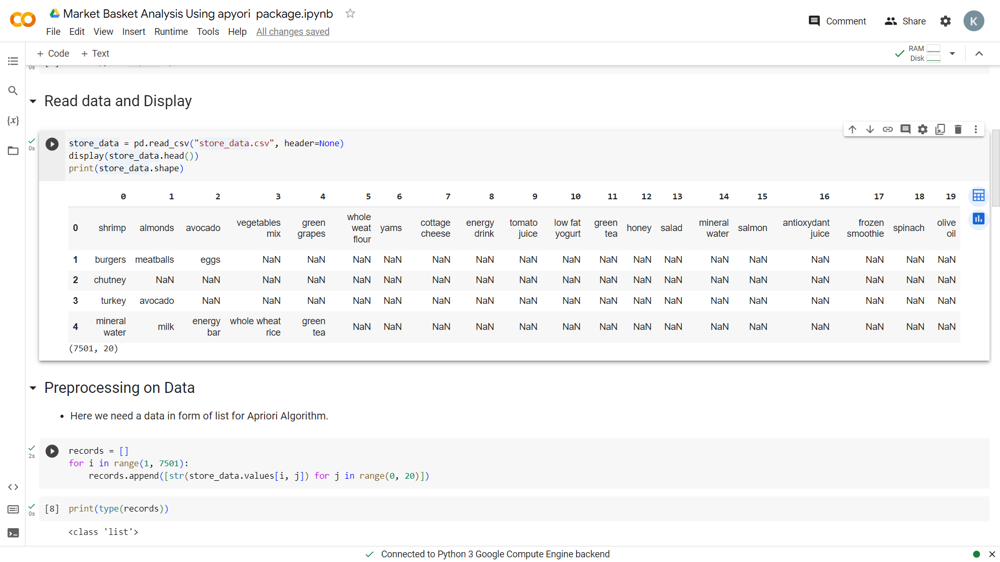 Market Basket Analysis Using apyori  package.ipynb
Comment
Share
K
File Edit View Insert Runtime Tools Help All changes saved
+ Code + Text
RAM
Disk
0s
Read data and Display
{x}
0s
store_data = pd.read_csv("store_data.csv", header=None)
display(store_data.head())
print(store_data.shape)
0 1 2 3 4 5 6 7 8 9 10 11 12 13 14 15 16 17 18 19
0 shrimp almonds avocado vegetables mix green grapes whole weat flour yams cottage cheese energy drink tomato juice low fat yogurt green tea honey salad mineral water salmon antioxydant juice frozen smoothie spinach olive oil
1 burgers meatballs eggs NaN NaN NaN NaN NaN NaN NaN NaN NaN NaN NaN NaN NaN NaN NaN NaN NaN
2 chutney NaN NaN NaN NaN NaN NaN NaN NaN NaN NaN NaN NaN NaN NaN NaN NaN NaN NaN NaN
3 turkey avocado NaN NaN NaN NaN NaN NaN NaN NaN NaN NaN NaN NaN NaN NaN NaN NaN NaN NaN
4 mineral water milk energy bar whole wheat rice green tea NaN NaN NaN NaN NaN NaN NaN NaN NaN NaN NaN NaN NaN NaN NaN
(7501, 20)
Preprocessing on Data
• Here we need a data in form of list for Apriori Algorithm.
2s
records = []
for i in range(1, 7501):
    records.append([str(store_data.values[i, j]) for j in range(0, 20)])
0s
[8] print(type(records))
<class 'list'>
Connected to Python 3 Google Compute Engine backend